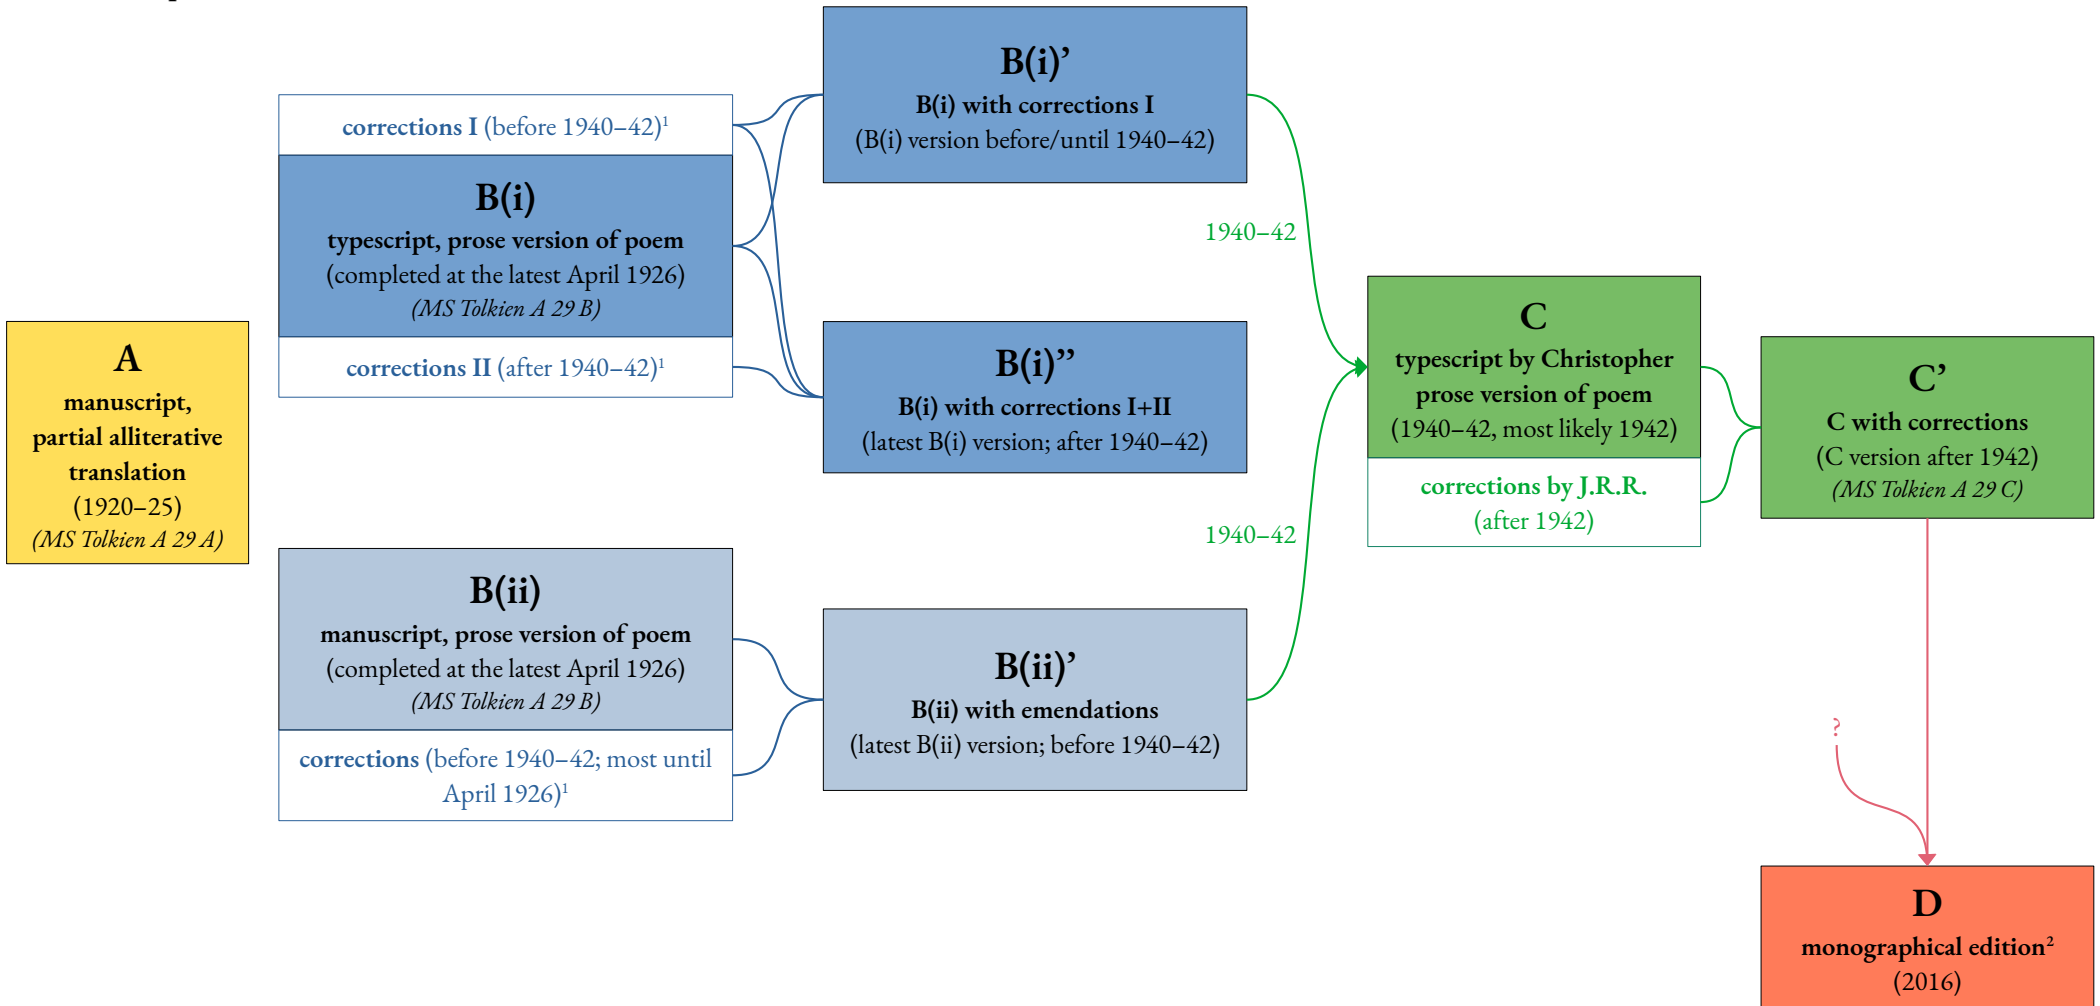 A
manuscript,
partial alliterative
translation
(1920–25)
(MS Tolkien A 29 A)
corrections I (before 1940–42)¹
B(i)
typescript, prose version of poem
(completed at the latest April 1926)
(MS Tolkien A 29 B)
corrections II (after 1940–42)¹
B(ii)
manuscript, prose version of poem
(completed at the latest April 1926)
(MS Tolkien A 29 B)
corrections (before 1940–42; most until
April 1926)¹
B(i)’
B(i) with corrections I
(B(i) version before/until 1940–42)
B(i)”
B(i) with corrections I+II
(latest B(i) version; after 1940–42)
B(ii)’
B(ii) with emendations
(latest B(ii) version; before 1940–42)
1940–42
1940–42
C
typescript by Christopher
prose version of poem
(1940–42, most likely 1942)
corrections by J.R.R.
(after 1942)
C’
C with corrections
(C version after 1942)
(MS Tolkien A 29 C)
?
D
monographical edition²
(2016)